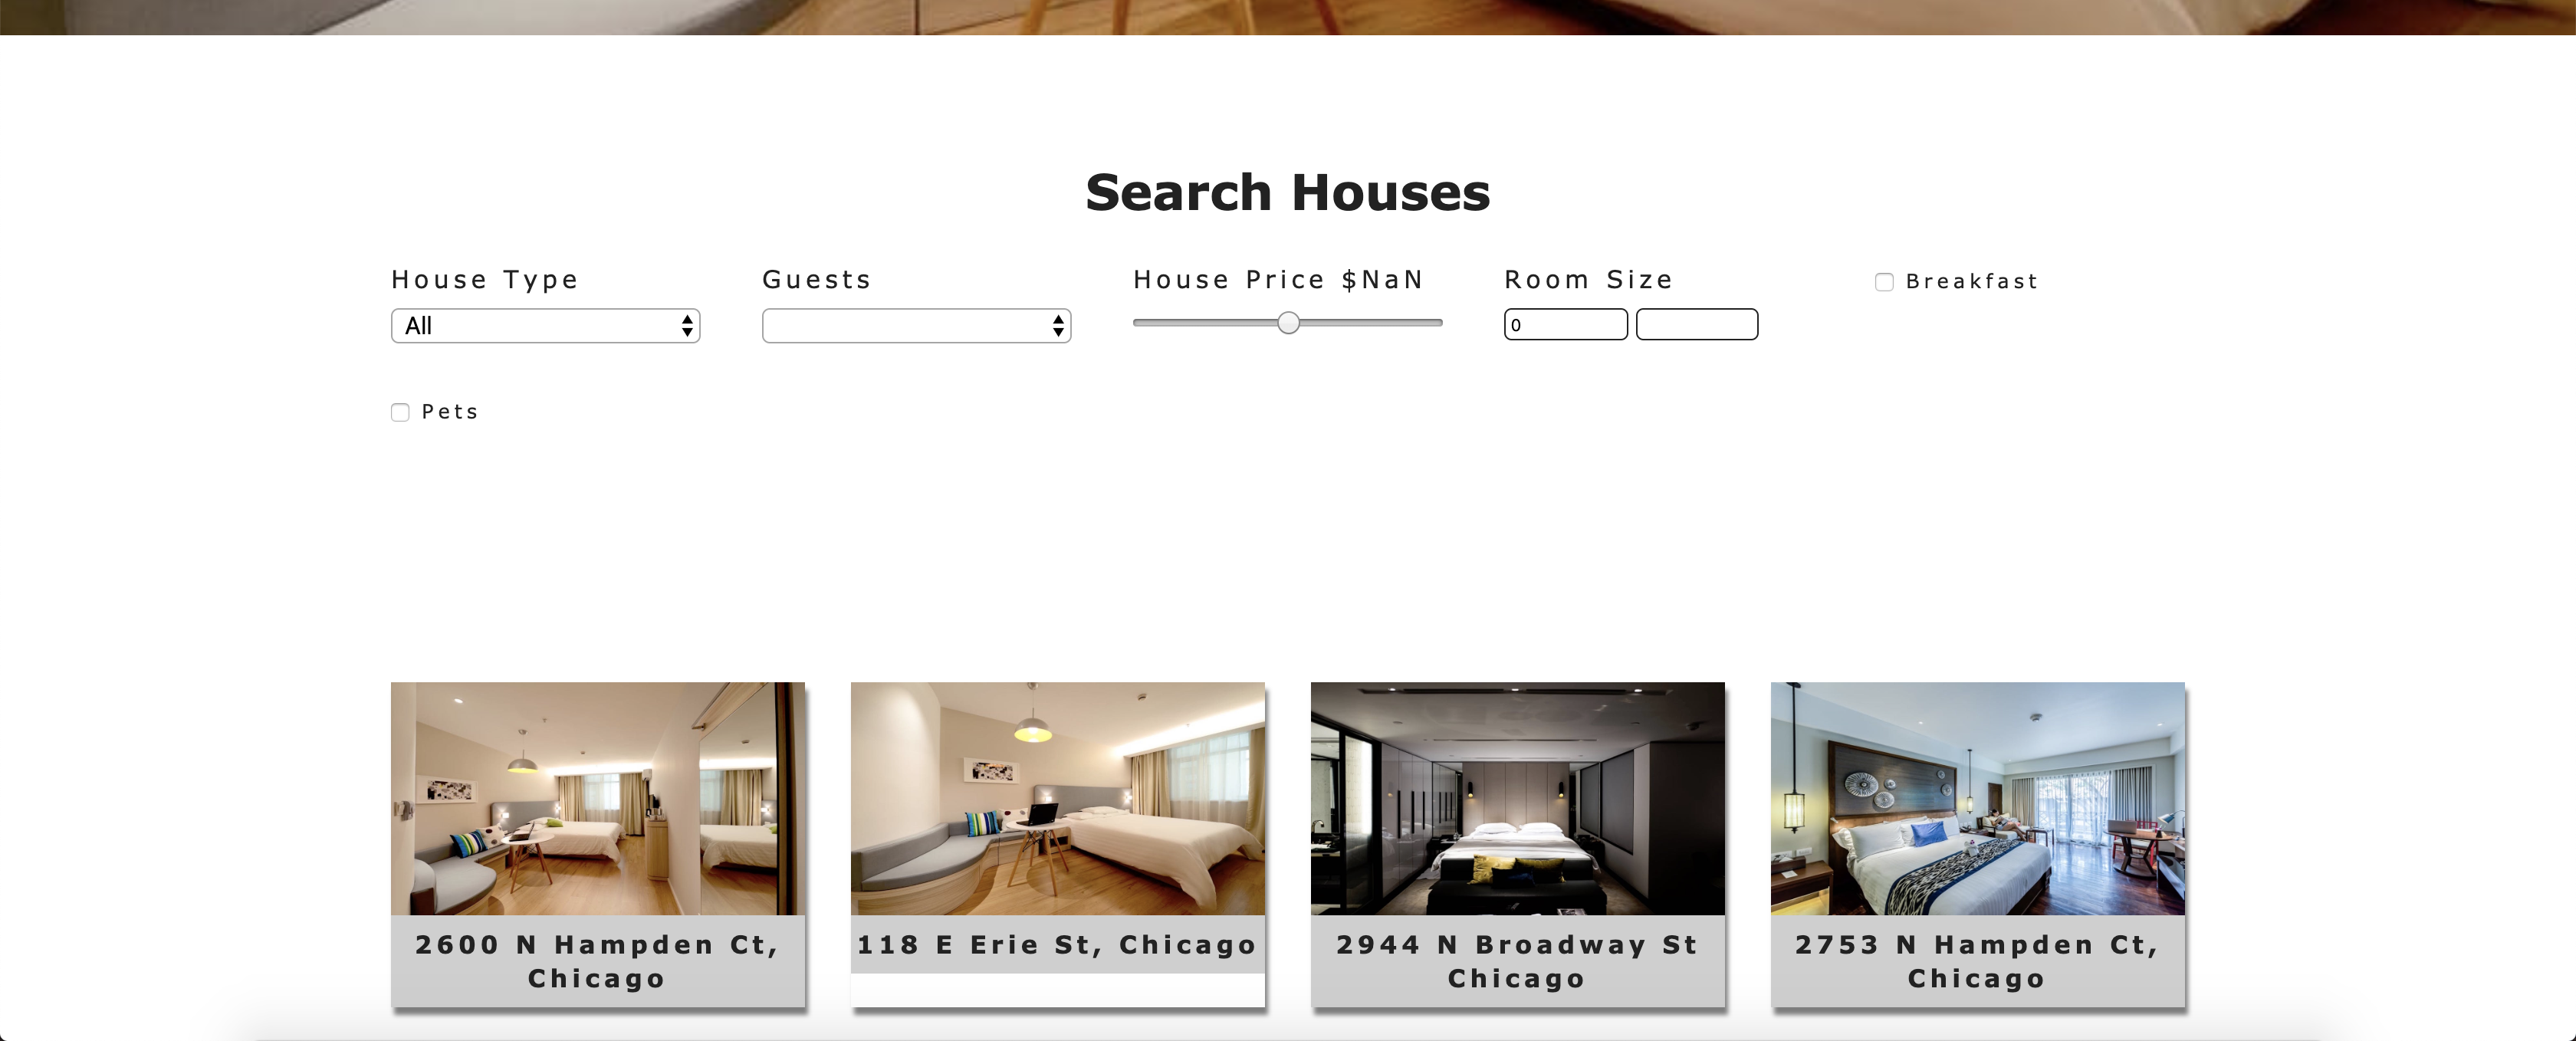 Search Houses
House Type
Guests
House Price $NaN
Room Size
Breakfast
All
0
Pets
2600 N Hampden Ct,
Chicago
118 E Erie St, Chicago
2944 N Broadway St
Chicago
2753 N Hampden Ct,
Chicago